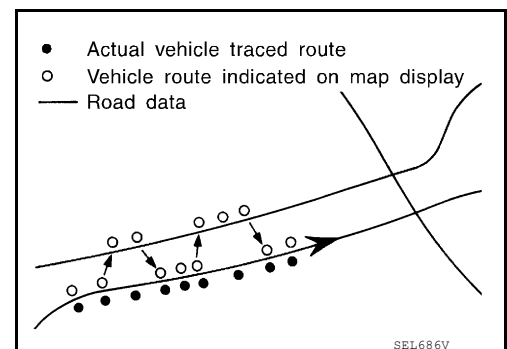 Actual vehicle traced route
Vehicle route indicated on map display
Road data
SEL686V